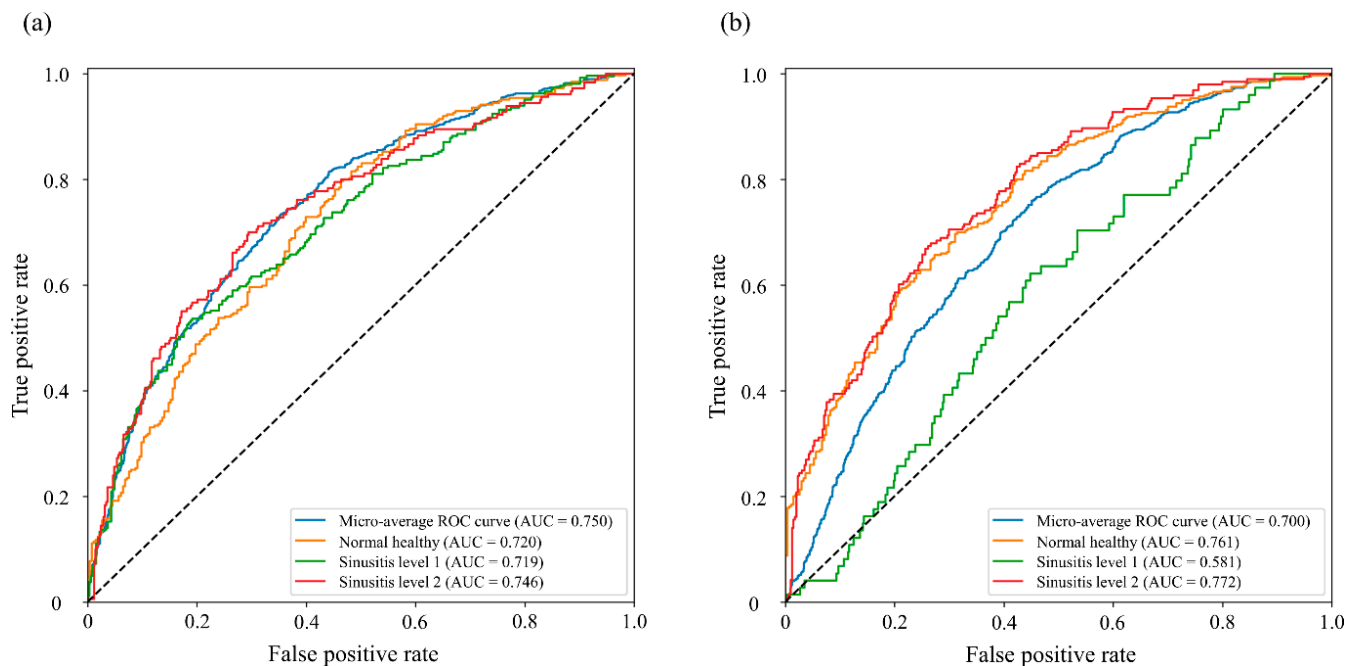 (a)
1.0
0.8
0.6
0.4
0.2
0
True positive rate
0
0.2
0.4
0.6
0.8
1.0
False positive rate
Micro-average ROC curve (AUC = 0.750)
Normal healthy (AUC = 0.720)
Sinusitis level 1 (AUC = 0.719)
Sinusitis level 2 (AUC = 0.746)
(b)
1.0
0.8
0.6
0.4
0.2
0
True positive rate
0
0.2
0.4
0.6
0.8
1.0
False positive rate
Micro-average ROC curve (AUC = 0.700)
Normal healthy (AUC = 0.761)
Sinusitis level 1 (AUC = 0.581)
Sinusitis level 2 (AUC = 0.772)